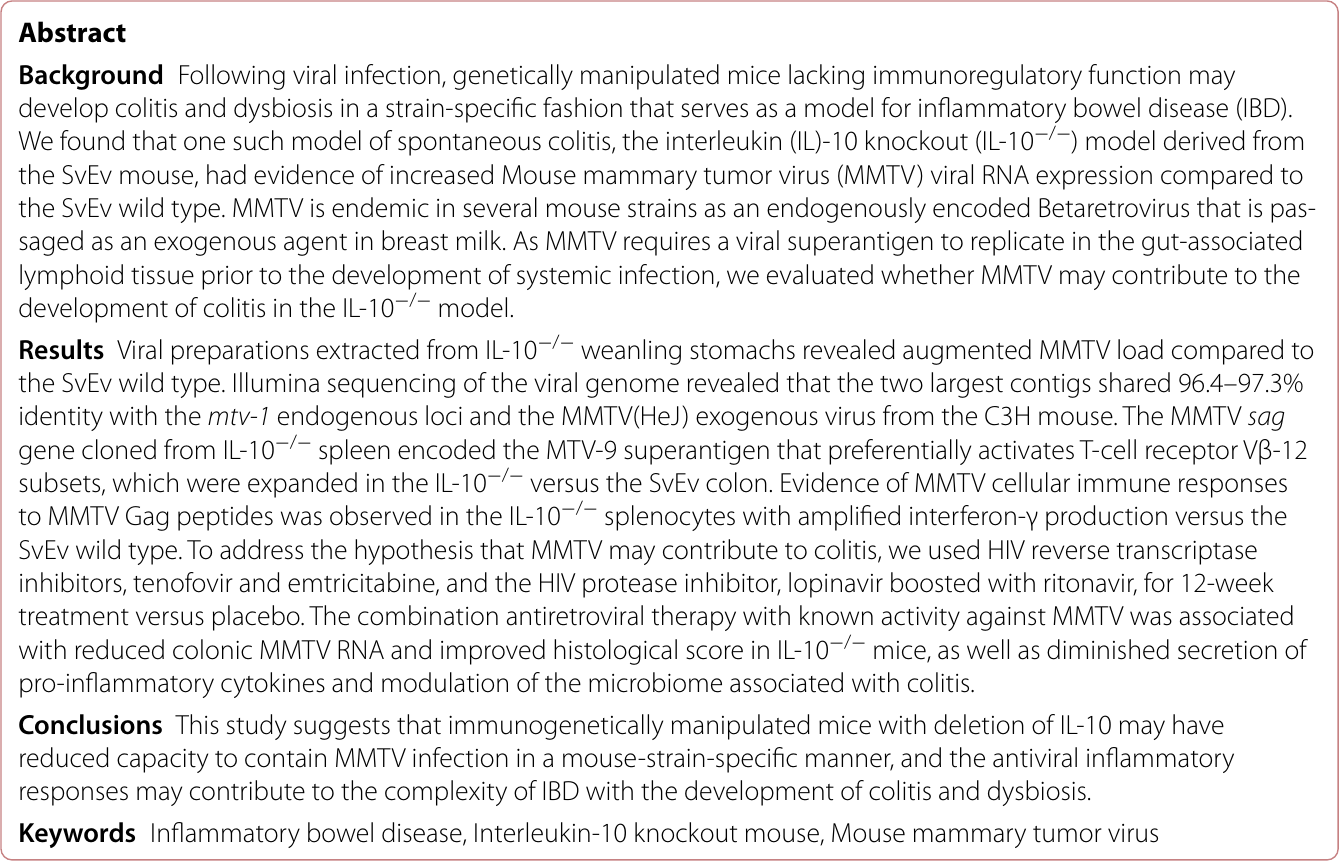 Abstract
Background Following viral infection, genetically manipulated mice lacking immunoregulatory function may
develop colitis and dysbiosis in a strain-specific fashion that serves as a model for inflammatory bowel disease (IBD).
We found that one such model of spontaneous colitis, the interleukin (IL)-10 knockout (IL-10−/−) model derived from
the SvEv mouse, had evidence of increased Mouse mammary tumor virus (MMTV) viral RNA expression compared to
the SvEv wild type. MMTV is endemic in several mouse strains as an endogenously encoded Betaretrovirus that is pas-
saged as an exogenous agent in breast milk. As MMTV requires a viral superantigen to replicate in the gut-associated
lymphoid tissue prior to the development of systemic infection, we evaluated whether MMTV may contribute to the
development of colitis in the IL-10−/− model.
Results Viral preparations extracted from IL-10−/− weanling stomachs revealed augmented MMTV load compared to
the SvEv wild type. Illumina sequencing of the viral genome revealed that the two largest contigs shared 96.4–97.3%
identity with the mtv-1 endogenous loci and the MMTV(HeJ) exogenous virus from the C3H mouse. The MMTV sag
gene cloned from IL-10−/− spleen encoded the MTV-9 superantigen that preferentially activates T-cell receptor Vβ-12
subsets, which were expanded in the IL-10−/− versus the SvEv colon. Evidence of MMTV cellular immune responses
to MMTV Gag peptides was observed in the IL-10−/− splenocytes with amplified interferon-γ production versus the
SvEv wild type. To address the hypothesis that MMTV may contribute to colitis, we used HIV reverse transcriptase
inhibitors, tenofovir and emtricitabine, and the HIV protease inhibitor, lopinavir boosted with ritonavir, for 12-week
treatment versus placebo. The combination antiretroviral therapy with known activity against MMTV was associated
with reduced colonic MMTV RNA and improved histological score in IL-10−/− mice, as well as diminished secretion of
pro-inflammatory cytokines and modulation of the microbiome associated with colitis.
Conclusions This study suggests that immunogenetically manipulated mice with deletion of IL-10 may have
reduced capacity to contain MMTV infection in a mouse-strain-specific manner, and the antiviral inflammatory
responses may contribute to the complexity of IBD with the development of colitis and dysbiosis.
Keywords Inflammatory bowel disease, Interleukin-10 knockout mouse, Mouse mammary tumor virus